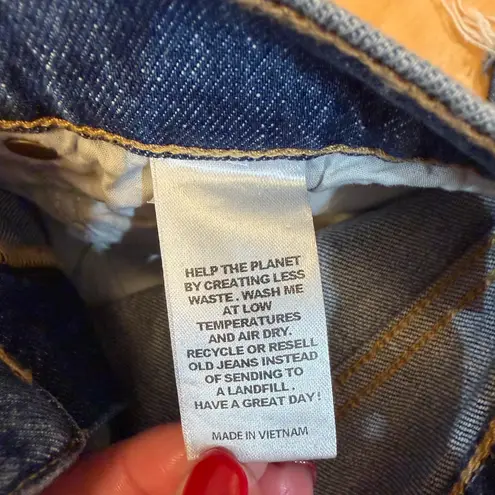 HELP THE PLANET
BY CREATING LESS
WASTE . WASH ME
AT LOW
TEMPERATURES
AND AIR DRY.
RECYCLE OR RESELL
OLD JEANS INSTEAD
OF SENDING TO
A LANDFILL .
HAVE A GREAT DAY!
MADE IN VIETNAM